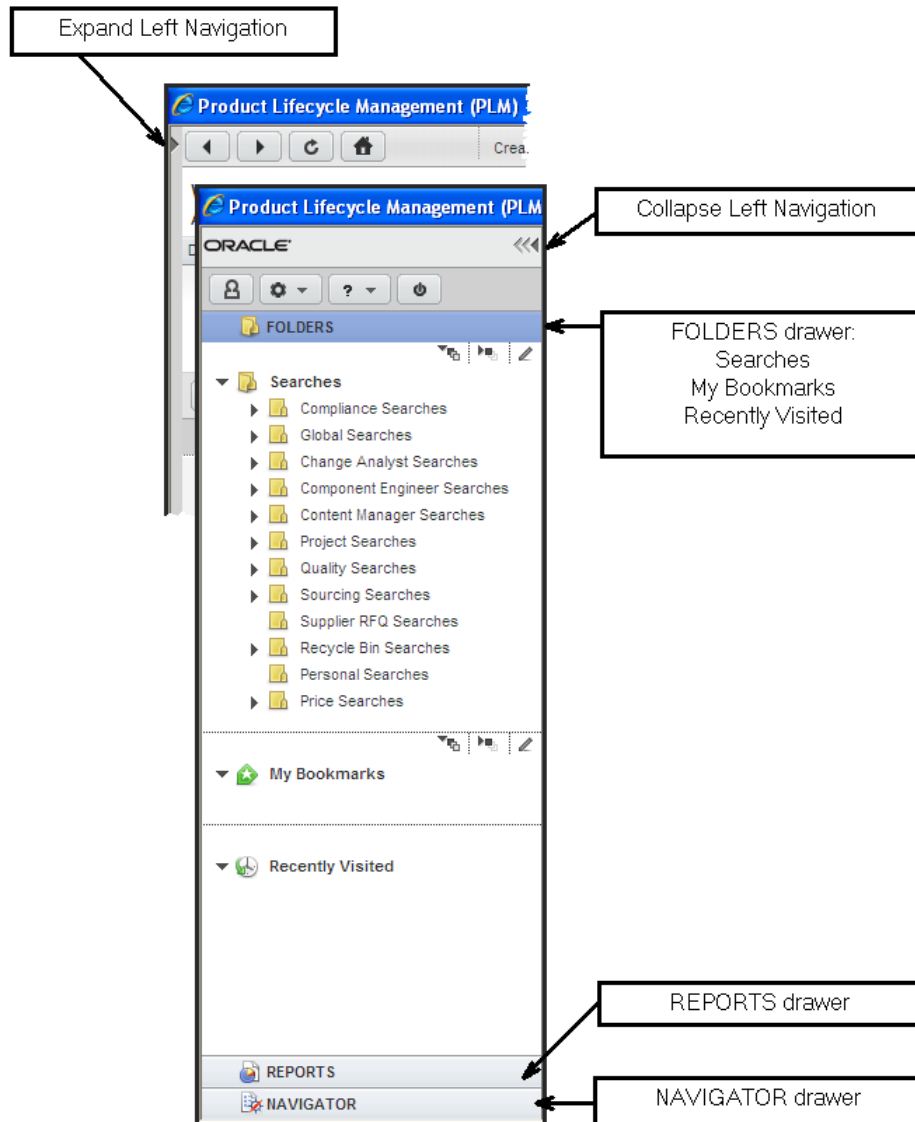 Expand Left Navigation
Product Lifecycle Management (PLM)
Crea.
Product Lifecycle Management (PLM
Collapse Left Navigation
ORACLE
?
FOLDERS
FOLDERS drawer:
Searches
My Bookmarks
Recently Visited
Searches
Compliance Searches
Global Searches
Change Analyst Searches
Component Engineer Searches
Content Manager Searches
Project Searches
Quality Searches
Sourcing Searches
Supplier RFQ Searches
Recycle Bin Searches
Personal Searches
Price Searches
My Bookmarks
Recently Visited
REPORTS drawer
REPORTS
NAVIGATOR
NAVIGATOR drawer